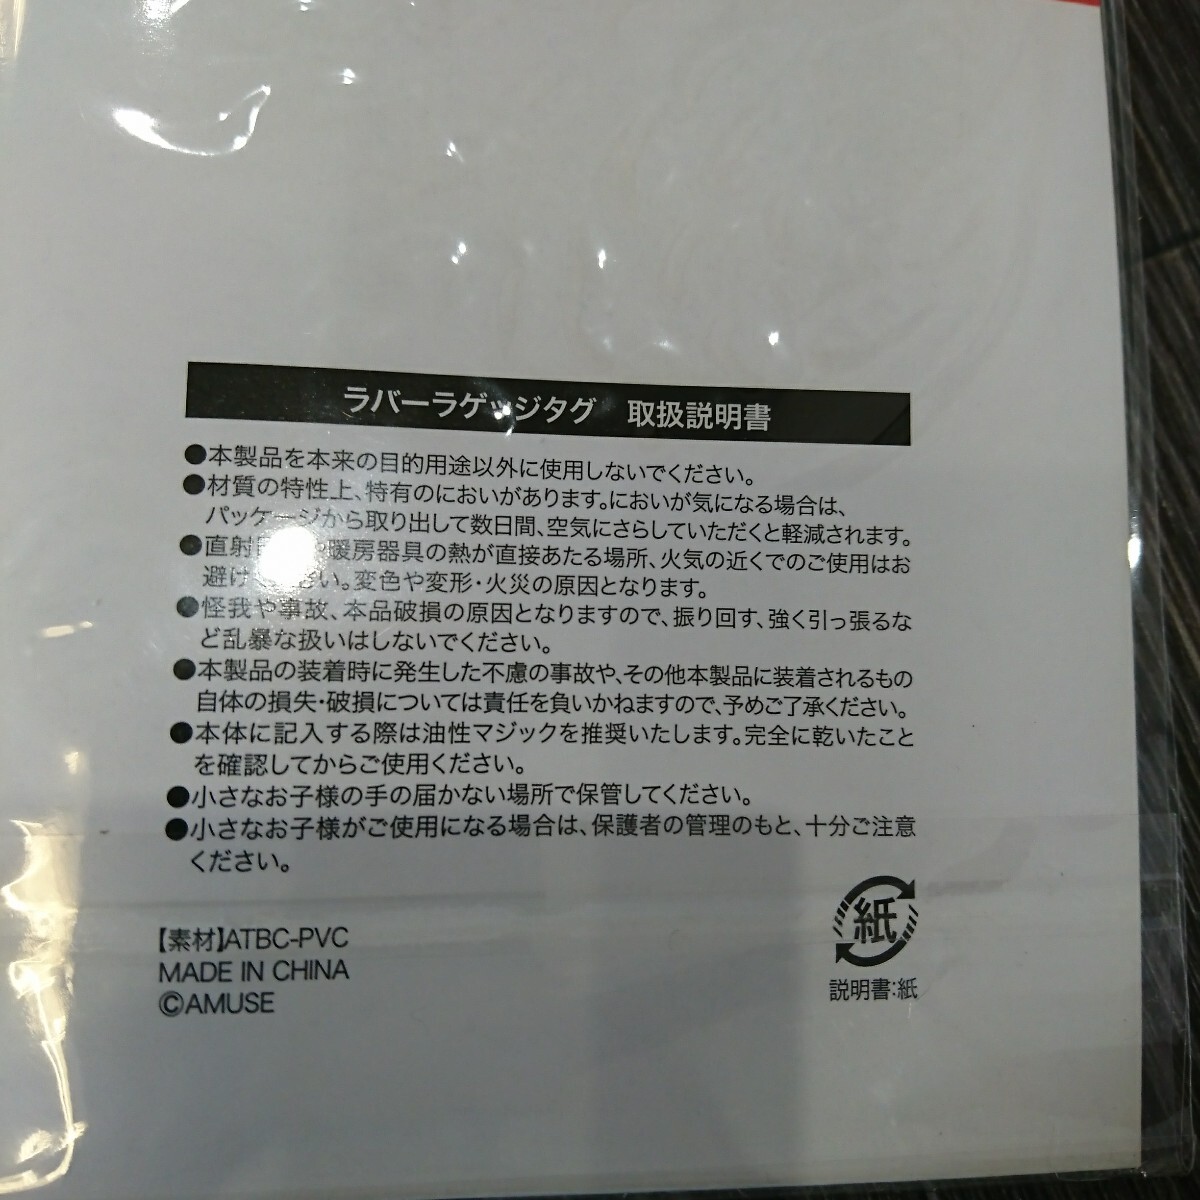 ラバーラゲッジタグ　取扱説明書
●本製品を本来の目的用途以外に使用しないでください。
●材質の特性上、特有のにおいがあります。においが気になる場合は、
パッケージから取り出して数日間、空気にさらしていただくと軽減されます。
●直射 暖房器具の熱が直接あたる場所、火気の近くでのご使用はお
避け い。変色や変形・火災の原因となります。
●怪我や事故、本品破損の原因となりますので、振り回す、強く引っ張るな
ど乱暴な扱いはしないでください。
●本製品の装着時に発生した不慮の事故や、その他本製品に装着されるもの
自体の損失・破損については責任を負いかねますので、予めご了承ください。
●本体に記入する際は油性マジックを推奨いたします。完全に乾いたこと
を確認してからご使用ください。
●小さなお子様の手の届かない場所で保管してください。
●小さなお子様がご使用になる場合は、保護者の管理のもと、十分ご注意
ください。
【素材】ATBC-PVC
MADE IN CHINA
©AMUSE
紙
説明書:紙